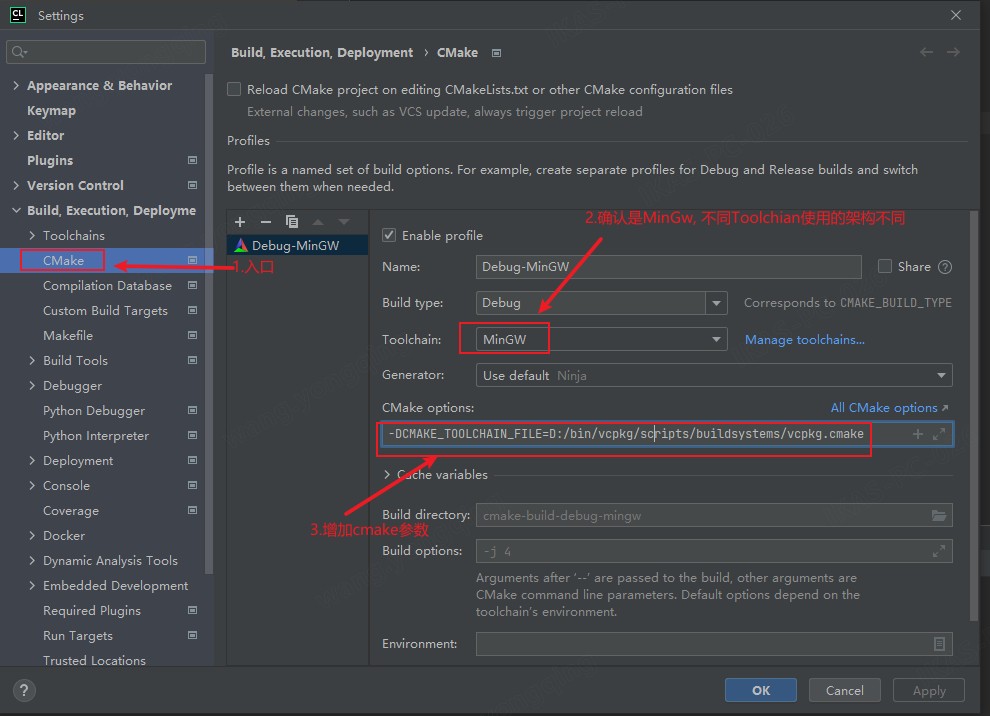 CL
Settings
Appearance & Behavior
Keymap
Editor
Plugins
Version Control
Build, Execution, Deployme
Toolchains
CMake
1.入口
Compilation Database
Custom Build Targets
Makefile
Build Tools
Debugger
Python Debugger
Python Interpreter
Deployment
Console
Coverage
Docker
Dynamic Analysis Tools
Embedded Development
Required Plugins
Run Targets
Trusted Locations
Build, Execution, Deployment › CMake
Reload CMake project on editing CMakeLists.txt or other CMake configuration files
External changes, such as VCS update, always trigger project reload
Profiles
Profile is a named set of build options. For example, create separate profiles for Debug and Release builds and switch
between them when needed.
Debug-MinGW
2.确认是MinGw, 不同Toolchian使用的架构不同
Enable profile
Name: Debug-MinGW Share
Build type: Debug Corresponds to CMAKE_BUILD_TYPE
Toolchain: MinGW Manage toolchains...
Generator: Use default Ninja
CMake options: All CMake options ↗
-DCMAKE_TOOLCHAIN_FILE=D:/bin/vcpkg/scripts/buildsystems/vcpkg.cmake
Cache variables
Build directory: cmake-build-debug-mingw
3.增加cmake参数
Build options: -j 4
Arguments after '--' are passed to the build, other arguments are
CMake command line parameters. Default options depend on the
toolchain's environment.
Environment:
?
OK Cancel Apply